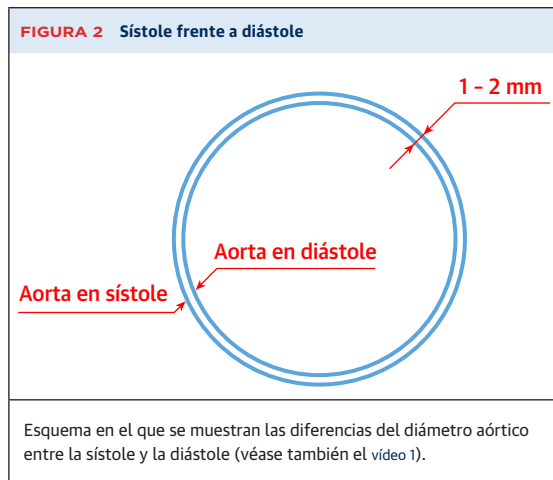 FIGURA 2 Sístole frente a diástole
1 - 2 mm
Aorta en diástole
Aorta en sístole
Esquema en el que se muestran las diferencias del diámetro aórtico
entre la sístole y la diástole (véase también el vídeo 1).